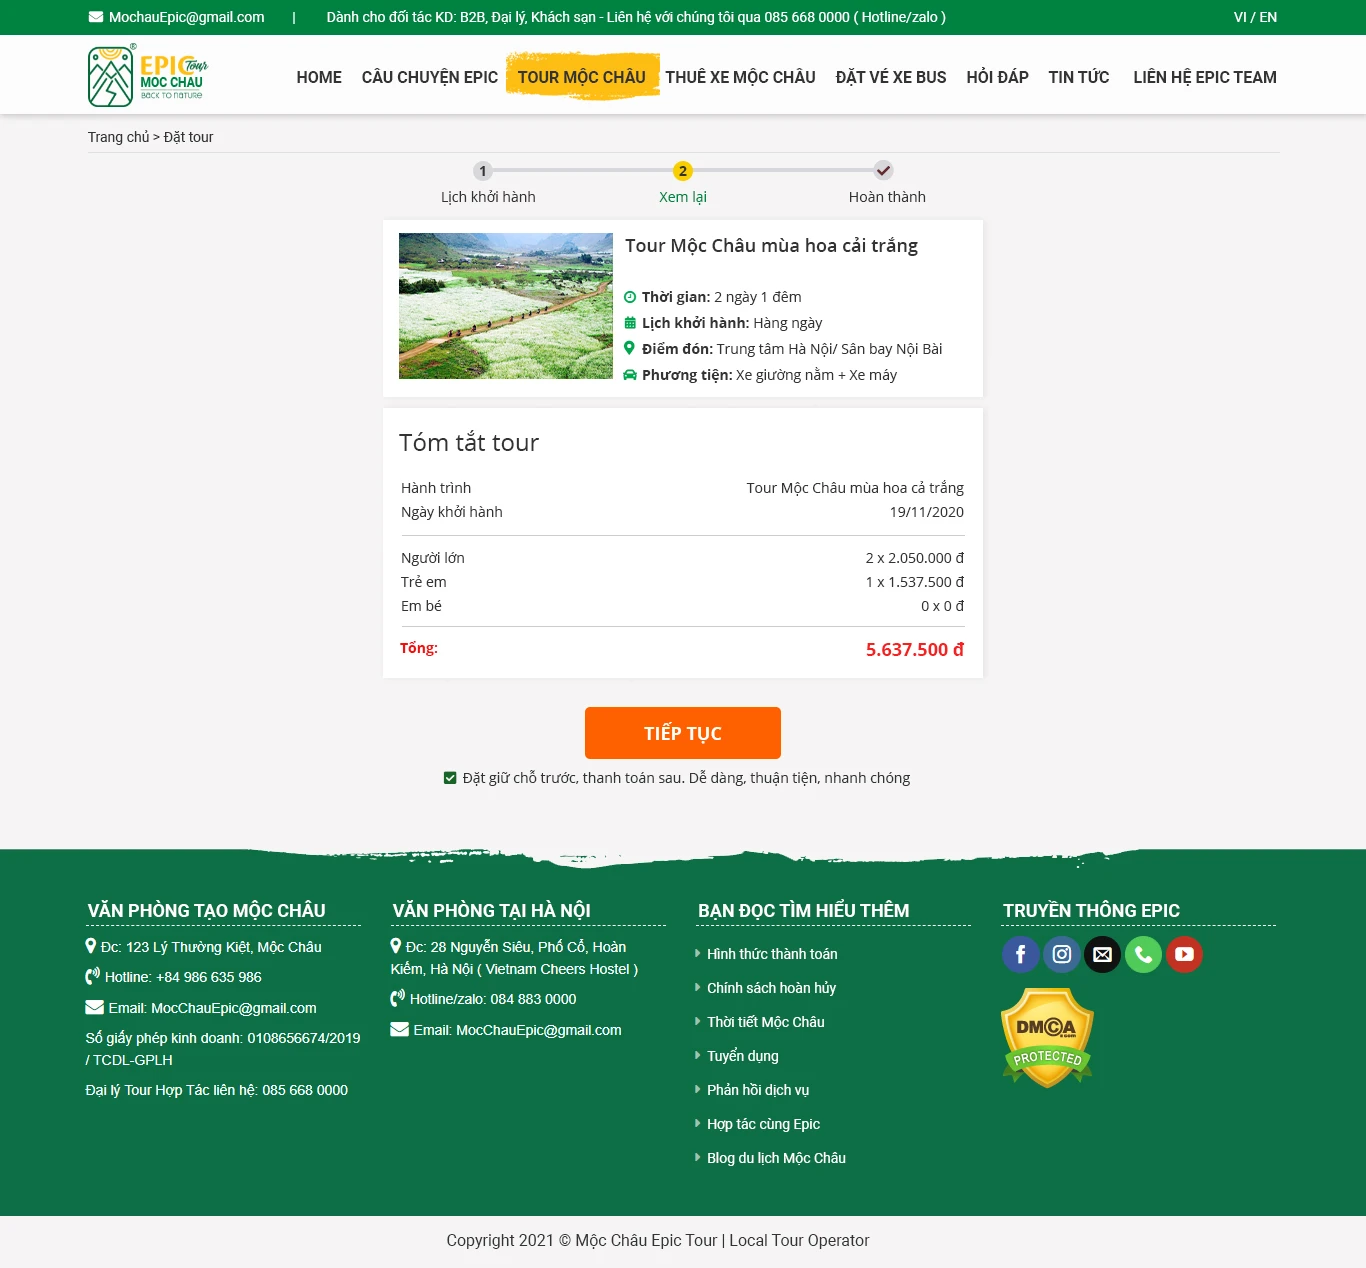 MochauEpic@gmail.com | Dành cho đối tác KD: B2B, Đại lý, Khách sạn - Liên hệ với chúng tôi qua 085 668 0000 ( Hotline/zalo ) VI / EN
EPIC Tour ®
MOC CHAU
BACK TO NATURE
HOME CÂU CHUYỆN EPIC TOUR MỘC CHÂU THUÊ XE MỘC CHÂU ĐẶT VÉ XE BUS HỎI ĐÁP TIN TỨC LIÊN HỆ EPIC TEAM
Trang chủ > Đặt tour
1 2
Lịch khởi hành Xem lại Hoàn thành
Tour Mộc Châu mùa hoa cải trắng
Thời gian: 2 ngày 1 đêm
Lịch khởi hành: Hàng ngày
Điểm đón: Trung tâm Hà Nội/ Sân bay Nội Bài
Phương tiện: Xe giường nằm + Xe máy
Tóm tắt tour
Hành trình Tour Mộc Châu mùa hoa cả trắng
Ngày khởi hành 19/11/2020
Người lớn 2 x 2.050.000 đ
Trẻ em 1 x 1.537.500 đ
Em bé 0 x 0 đ
Tổng: 5.637.500 đ
TIẾP TỤC
Đặt giữ chỗ trước, thanh toán sau. Dễ dàng, thuận tiện, nhanh chóng
VĂN PHÒNG TẠO MỘC CHÂU
Đc: 123 Lý Thường Kiệt, Mộc Châu
Hotline: +84 986 635 986
Email: MocChauEpic@gmail.com
Số giấy phép kinh doanh: 0108656674/2019
/ TCDL-GPLH
Đại lý Tour Hợp Tác liên hệ: 085 668 0000
VĂN PHÒNG TẠI HÀ NỘI
Đc: 28 Nguyễn Siêu, Phố Cổ, Hoàn
Kiếm, Hà Nội ( Vietnam Cheers Hostel )
Hotline/zalo: 084 883 0000
Email: MocChauEpic@gmail.com
BẠN ĐỌC TÌM HIỂU THÊM
Hình thức thành toán
Chính sách hoàn hủy
Thời tiết Mộc Châu
Tuyển dụng
Phản hồi dịch vụ
Hợp tác cùng Epic
Blog du lịch Mộc Châu
TRUYỀN THÔNG EPIC
DMCA
PROTECTED
Copyright 2021 © Mộc Châu Epic Tour | Local Tour Operator